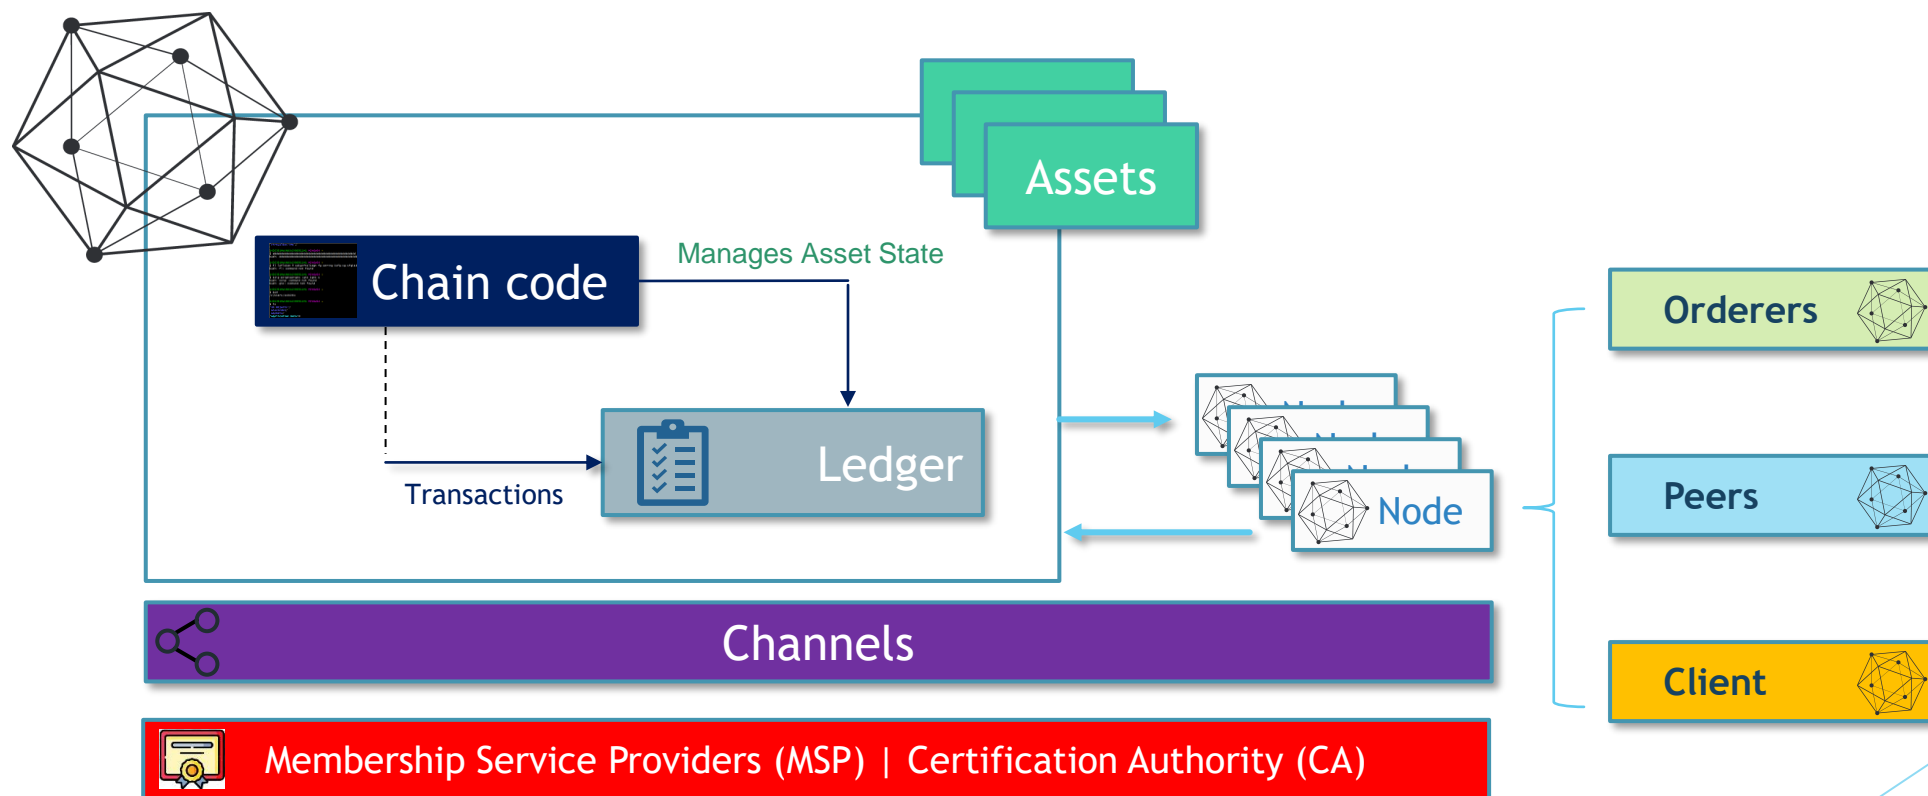 Assets
Manages Asset State
Chain code
Orderers
Ledger
Transactions
Node
Peers
Channels
Client
Membership Service Providers (MSP) | Certification Authority (CA)